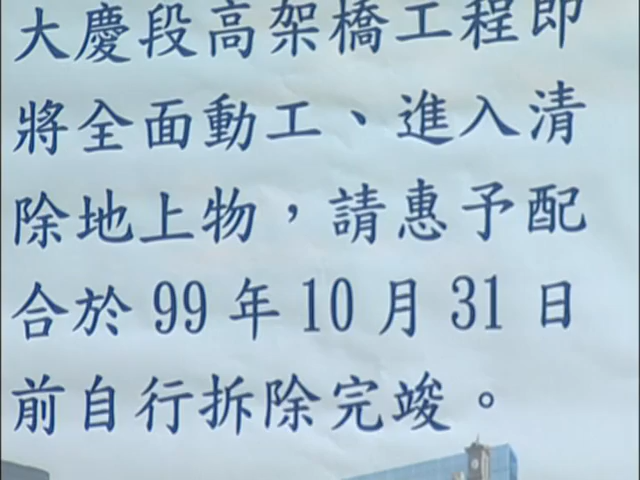 大慶段高架橋工程即
將全面動工、進入清
除地上物，請惠予配
合於 99 年 10 月 31 日
前自行拆除完竣。